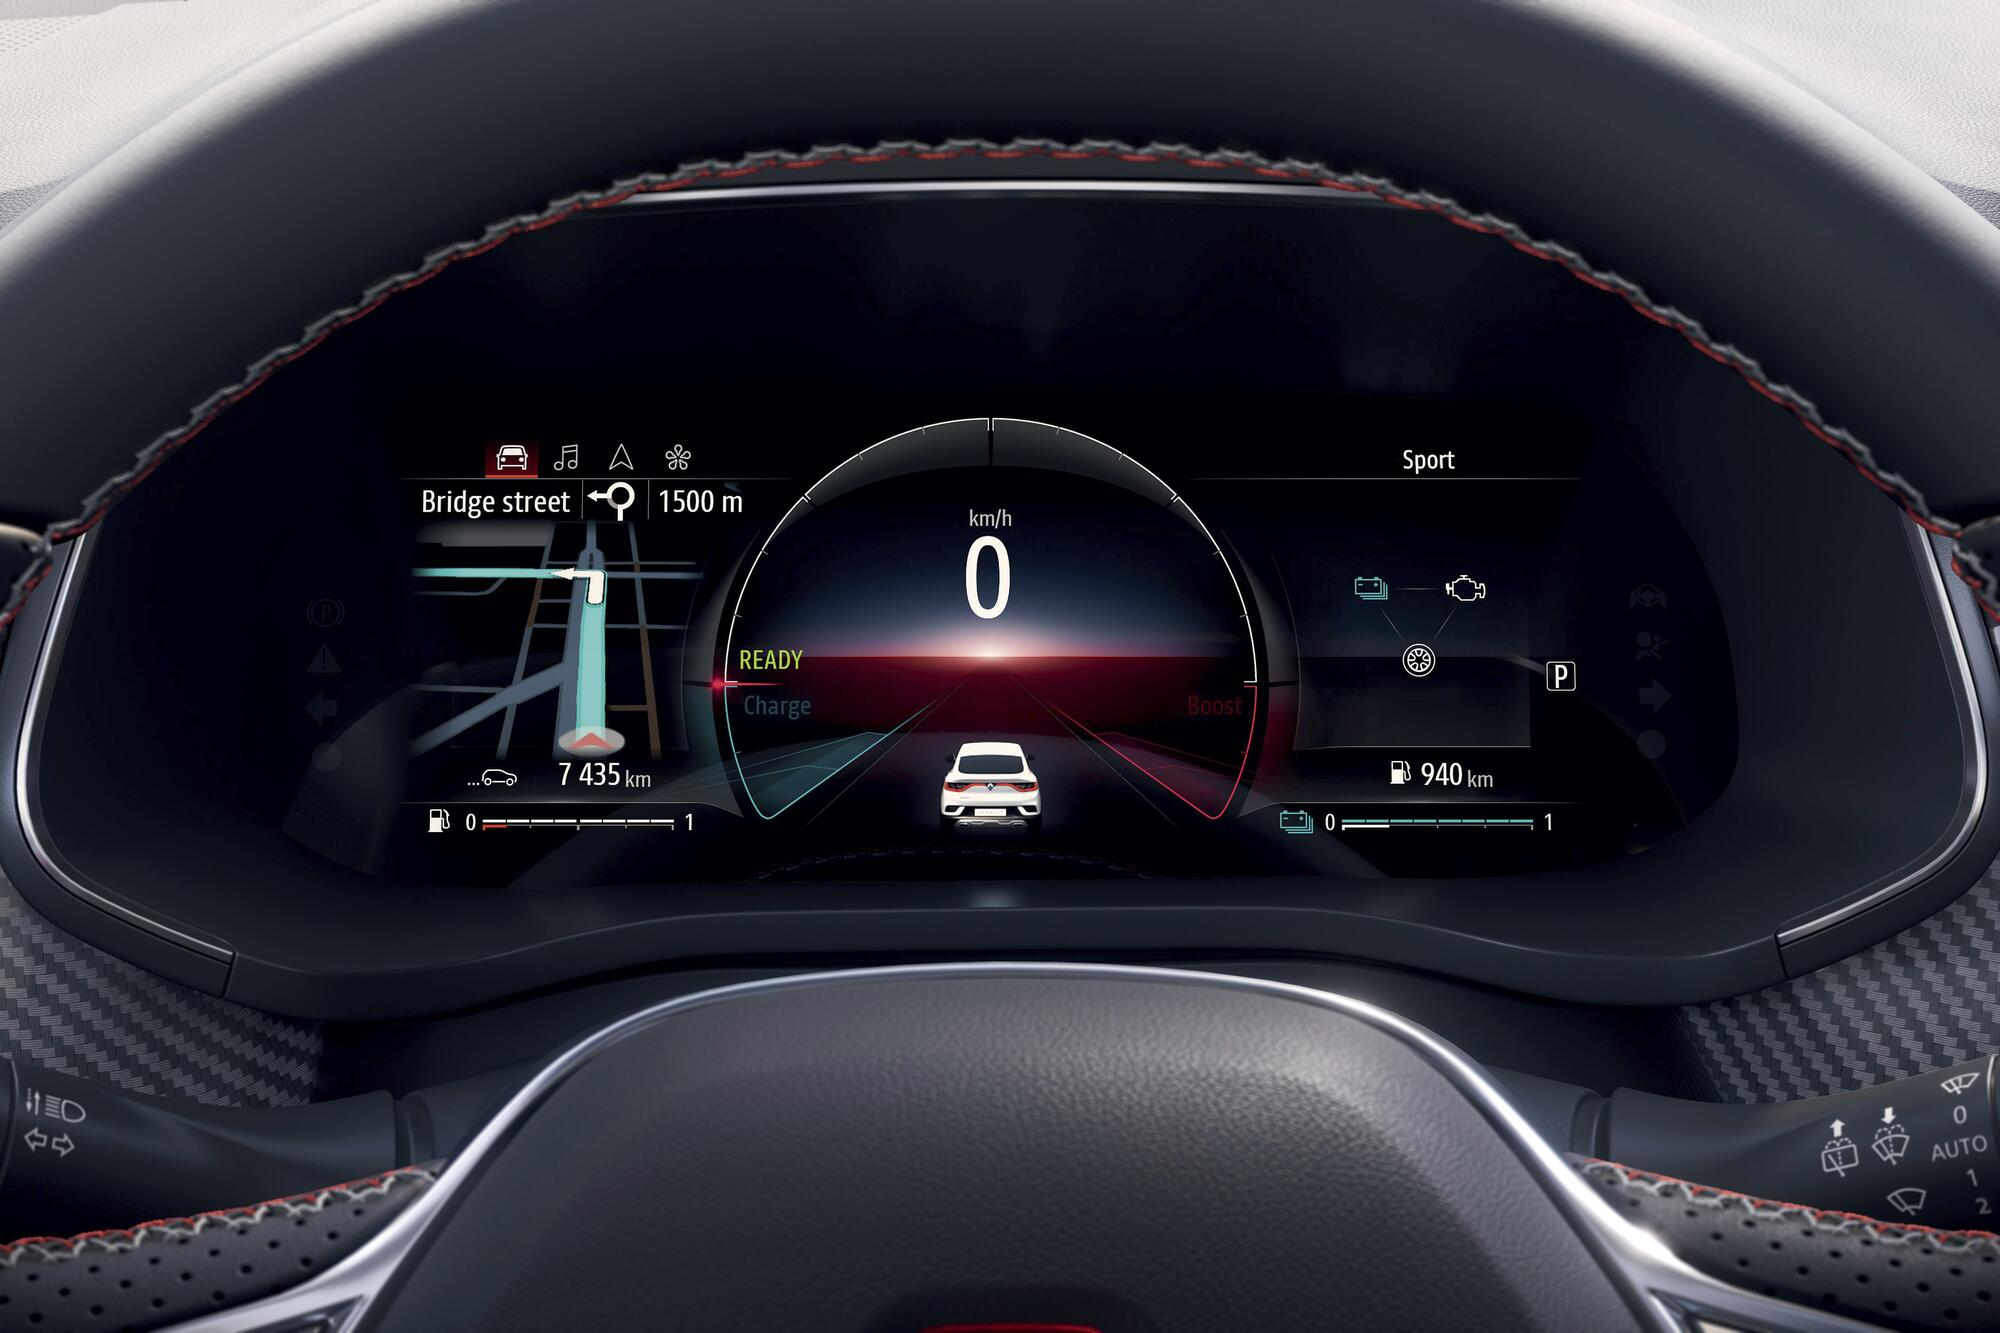 Sport
Bridge street
1500 m
km/h
0
READY
Charge
Boost
P
P
7 435 km
940 km
0 1
0 1
0
AUTO
1
2